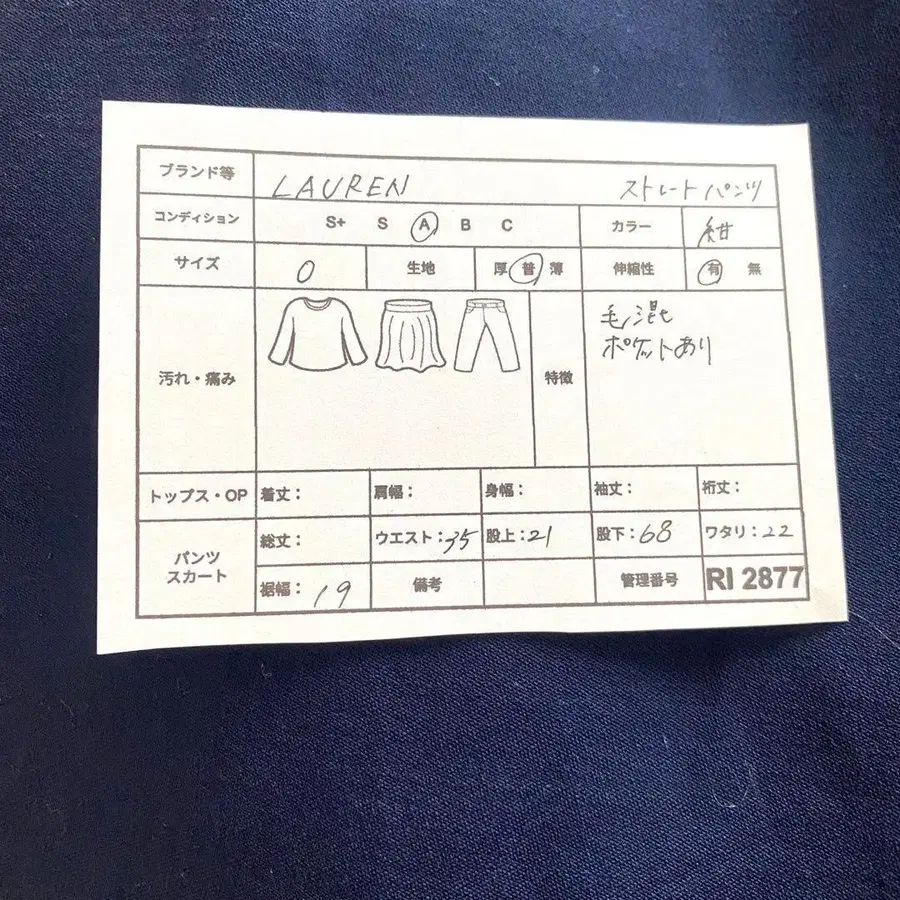 ブランド等 LAUREN ストレートパンツ
コンディション S+ S A B C カラー 紺
サイズ 0 生地 厚 普 薄 伸縮性 有 無
汚れ・痛み 特徴 毛混
ポケットあり
トップス・OP 着丈： 肩幅： 身幅： 袖丈： 裄丈：
パンツ
スカート
総丈： ウエスト：35 股上：21 股下：68 ワタリ：22
裾幅：19 備考 管理番号 RI 2877